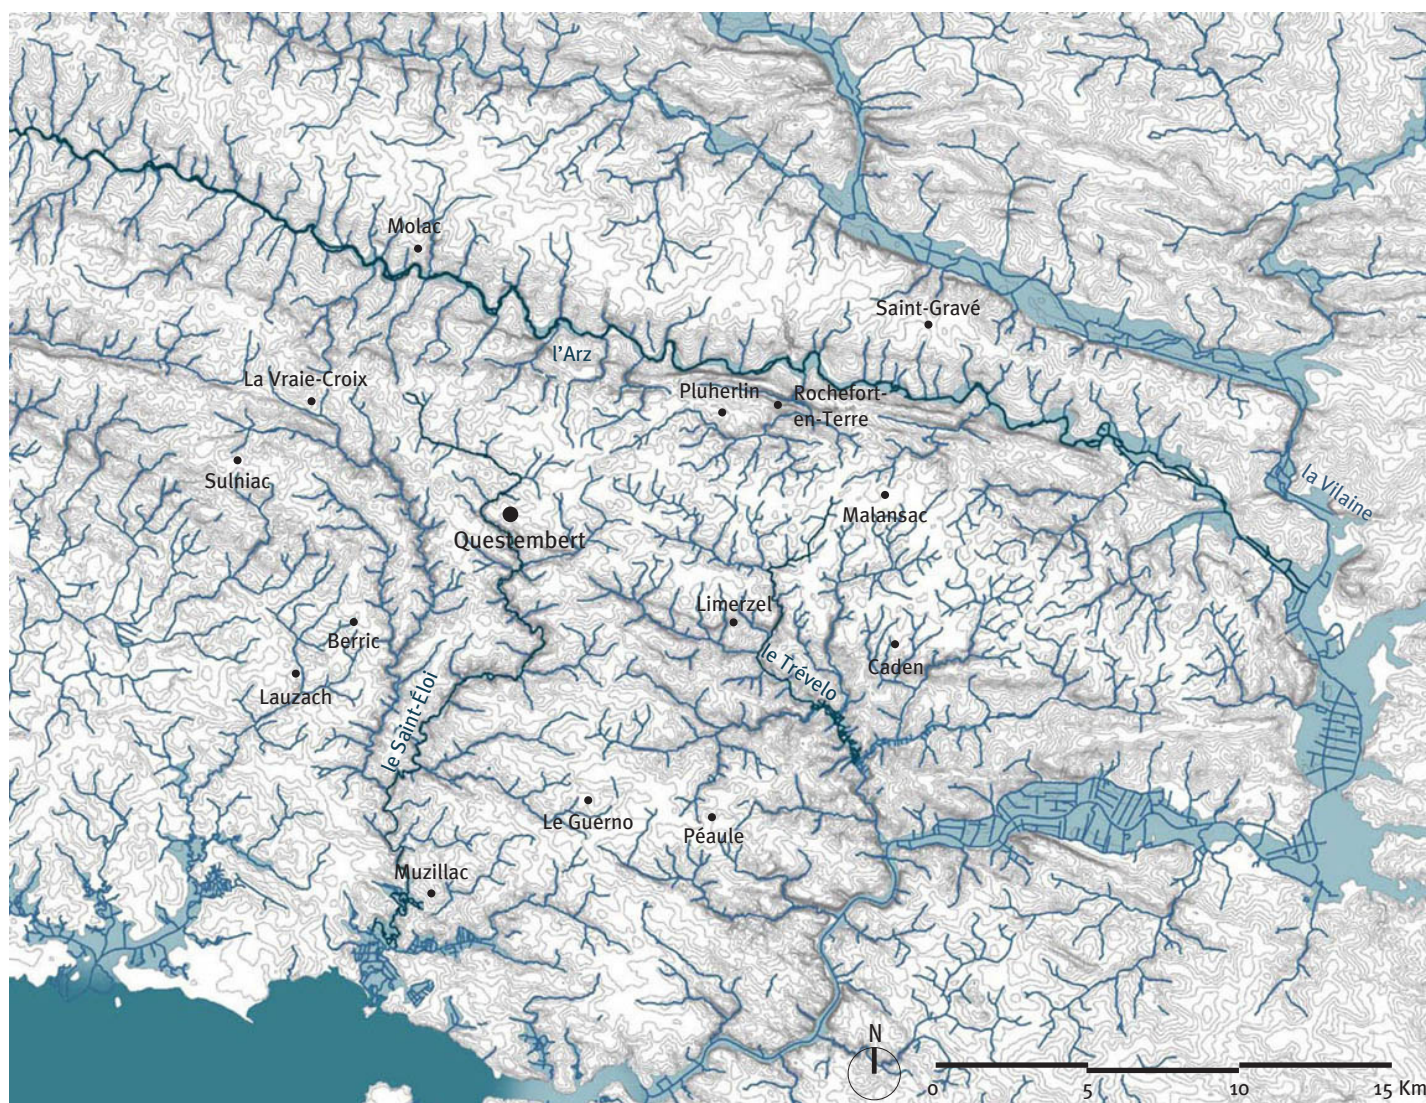 Molac
Saint-Gravé
l'Arz
La Vraie-Croix
Pluherlin
Rochefort-
en-Terre
Sulniac
la Vilaine
Malansac
Questembert
Limerzel
Berric
le Trévelo
Caden
Lauzach
le Saint-Éloi
Le Guerno
Péaule
Muzillac
N
0 5 10 15 Km